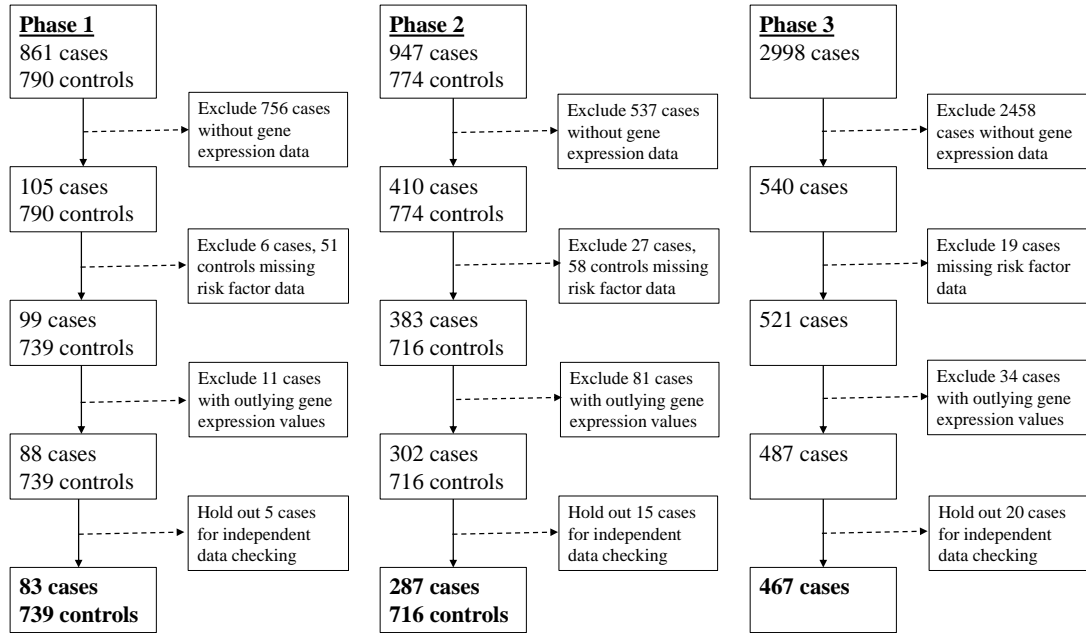 Phase 1
861 cases
790 controls
Exclude 756 cases
without gene
expression data
105 cases
790 controls
Exclude 6 cases, 51
controls missing
risk factor data
99 cases
739 controls
Exclude 11 cases
with outlying gene
expression values
88 cases
739 controls
Hold out 5 cases
for independent
data checking
83 cases
739 controls
Phase 2
947 cases
774 controls
Exclude 537 cases
without gene
expression data
410 cases
774 controls
Exclude 27 cases,
58 controls missing
risk factor data
383 cases
716 controls
Exclude 81 cases
with outlying gene
expression values
302 cases
716 controls
Hold out 15 cases
for independent
data checking
287 cases
716 controls
Phase 3
2998 cases
Exclude 2458
cases without gene
expression data
540 cases
Exclude 19 cases
missing risk factor
data
521 cases
Exclude 34 cases
with outlying gene
expression values
487 cases
Hold out 20 cases
for independent
data checking
467 cases